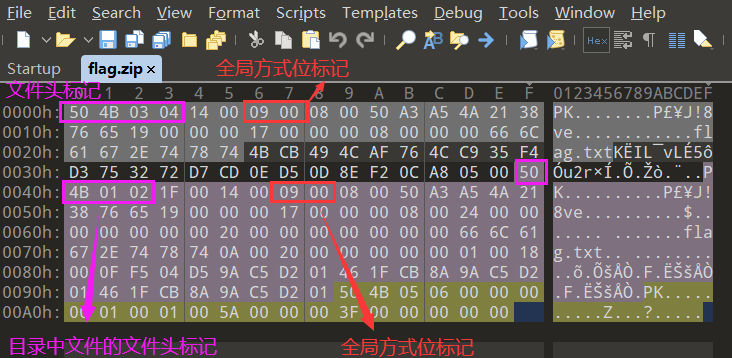 File Edit Search View Format Scripts Templates Debug Tools Window Help
Hex
Startup flag.zip ×
全局方式位标记
文件头标记
0 1 2 3 4 5 6 7 8 9 A B C D E F 0123456789ABCDEF
0000h: 50 4B 03 04 14 00 09 00 08 00 50 A3 A5 4A 21 38 PK........P£¥J!8
0010h: 76 65 19 00 00 00 17 00 00 00 08 00 00 00 66 6C ve............fl
0020h: 61 67 2E 74 78 74 4B CB 49 4C AF 76 4C C9 35 F4 ag.txtKËIL¯vLÉ5ô
0030h: D3 75 32 72 D7 CD 0E D5 0D 8E F2 0C A8 05 00 50 Óu2r×Í.Õ.Žò.¨..P
0040h: 4B 01 02 1F 00 14 00 09 00 08 00 50 A3 A5 4A 21 K..........P£¥J!
0050h: 38 76 65 19 00 00 00 17 00 00 00 08 00 24 00 00 8ve..........$..
0060h: 00 00 00 00 00 20 00 00 00 00 00 00 00 66 6C 61 ..... .......fla
0070h: 67 2E 74 78 74 0A 00 20 00 00 00 00 00 01 00 18 g.txt.. ........
0080h: 00 0F F5 04 D5 9A C5 D2 01 46 1F CB 8A 9A C5 D2 ..õ.ÕšÅÒ.F.ËŠšÅÒ
0090h: 01 46 1F CB 8A 9A C5 D2 01 50 4B 05 06 00 00 00 .F.ËŠšÅÒ.PK.....
00A0h: 00 01 00 01 00 5A 00 00 00 3F 00 00 00 00 00 .....Z...?.....
目录中文件的文件头标记
全局方式位标记